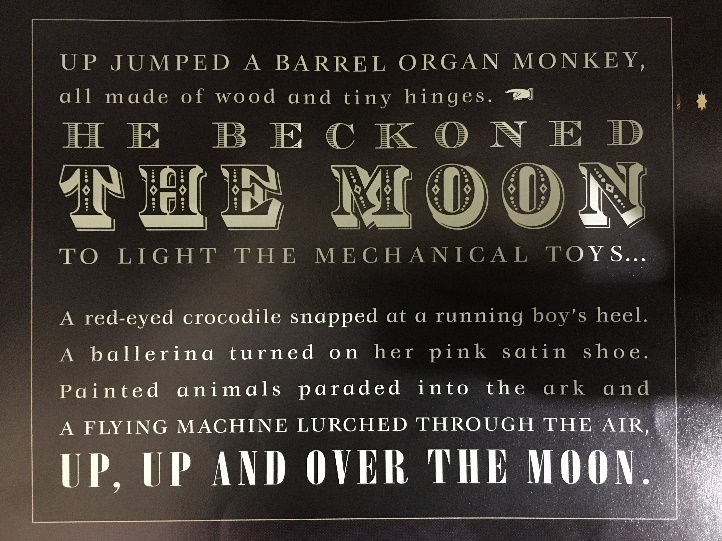 UP JUMPED A BARREL ORGAN MONKEY,
all made of wood and tiny hinges.
HE BECKONED
THE MOON
TO LIGHT THE MECHANICAL TOYS...
A red-eyed crocodile snapped at a running boy's heel.
A ballerina turned on her pink satin shoe.
Painted animals paraded into the ark and
A FLYING MACHINE LURCHED THROUGH THE AIR,
UP, UP AND OVER THE MOON.